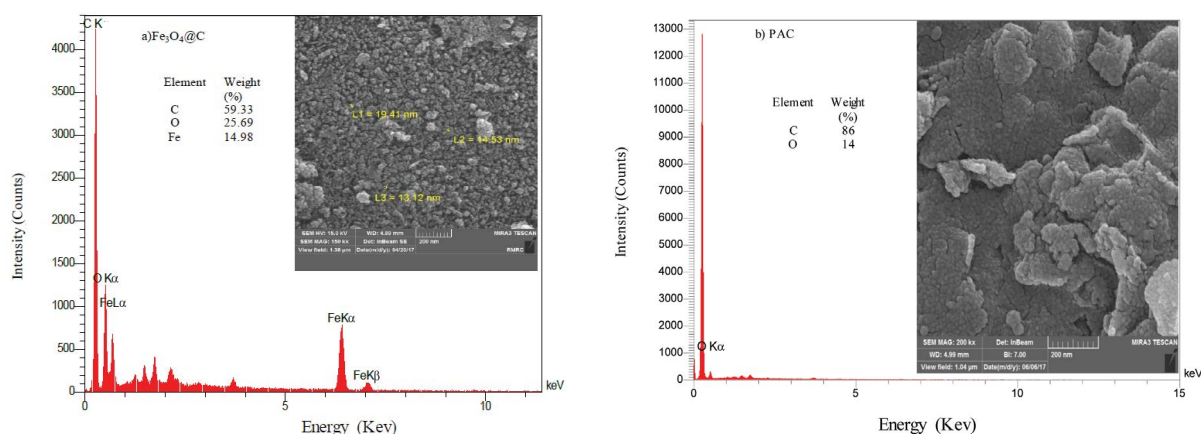 C K
a)Fe₃O₄@C
Element Weight
(%)
C 59.33
O 25.69
Fe 14.98
L1 = 19.41 nm
L2 = 14.53 nm
L3 = 13.12 nm
SEM HV: 15.0 kV WD: 4.99 mm MIRA3 TESCAN
SEM MAG: 150 kx Det: InBeam SE 200 nm
View field: 1.38 µm Date(m/d/y): 04/20/17 RMRC
O Kα
FeLα
FeKα
FeKβ
4000
3500
3000
2500
2000
1500
1000
500
0
0 5 10 keV
Intensity (Counts)
Energy (Kev)
b) PAC
Element Weight
(%)
C 86
O 14
SEM MAG: 200 kx Det: InBeam MIRA3 TESCAN
WD: 4.99 mm BI: 7.00 200 nm
View field: 1.04 µm Date(m/d/y): 06/06/17
O Kα
13000
12000
11000
10000
9000
8000
7000
6000
5000
4000
3000
2000
1000
0
0 5 10 15 keV
Intensity (Counts)
Energy (Kev)